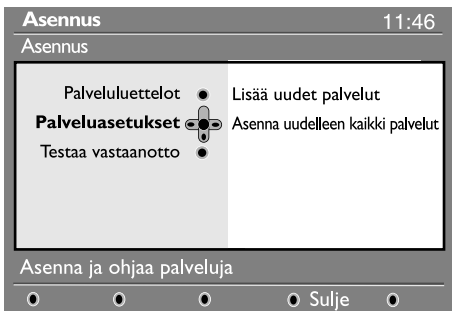 Asennus 11:46
Asennus
Palveluluettelot Lisää uudet palvelut
Palveluasetukset Asenna uudelleen kaikki palvelut
Testaa vastaanotto
Asenna ja ohjaa palveluja
Sulje